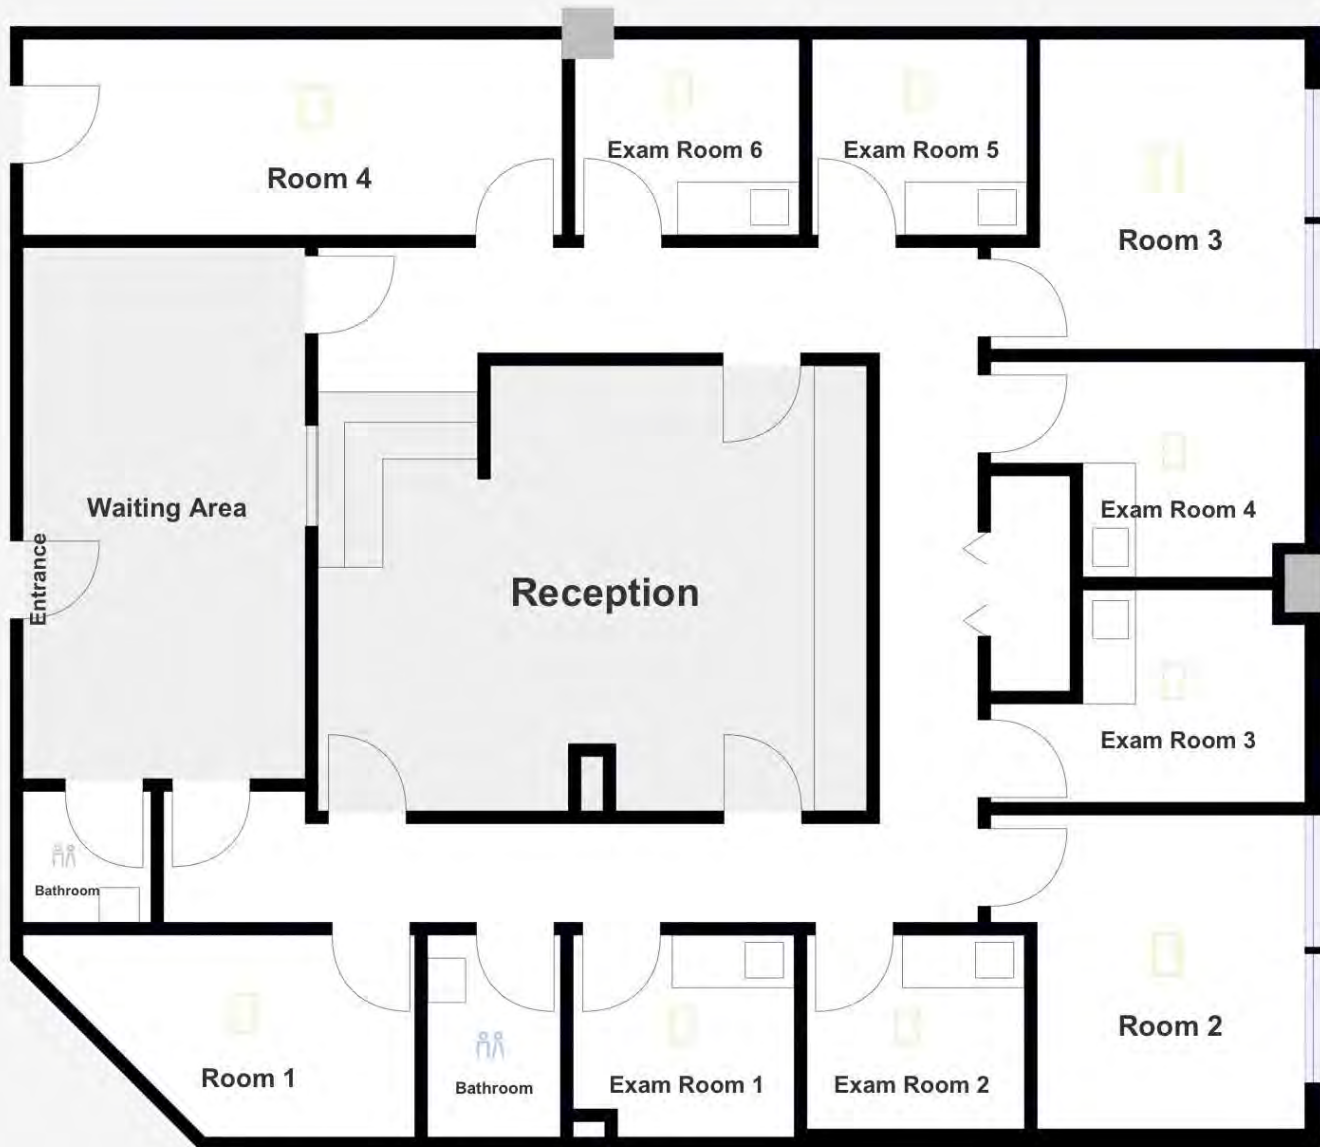 Exam Room 6
Exam Room 5
Room 4
Room 3
Waiting Area
Exam Room 4
Entrance
Reception
Exam Room 3
Bathroom
Room 2
Room 1
Bathroom
Exam Room 1
Exam Room 2